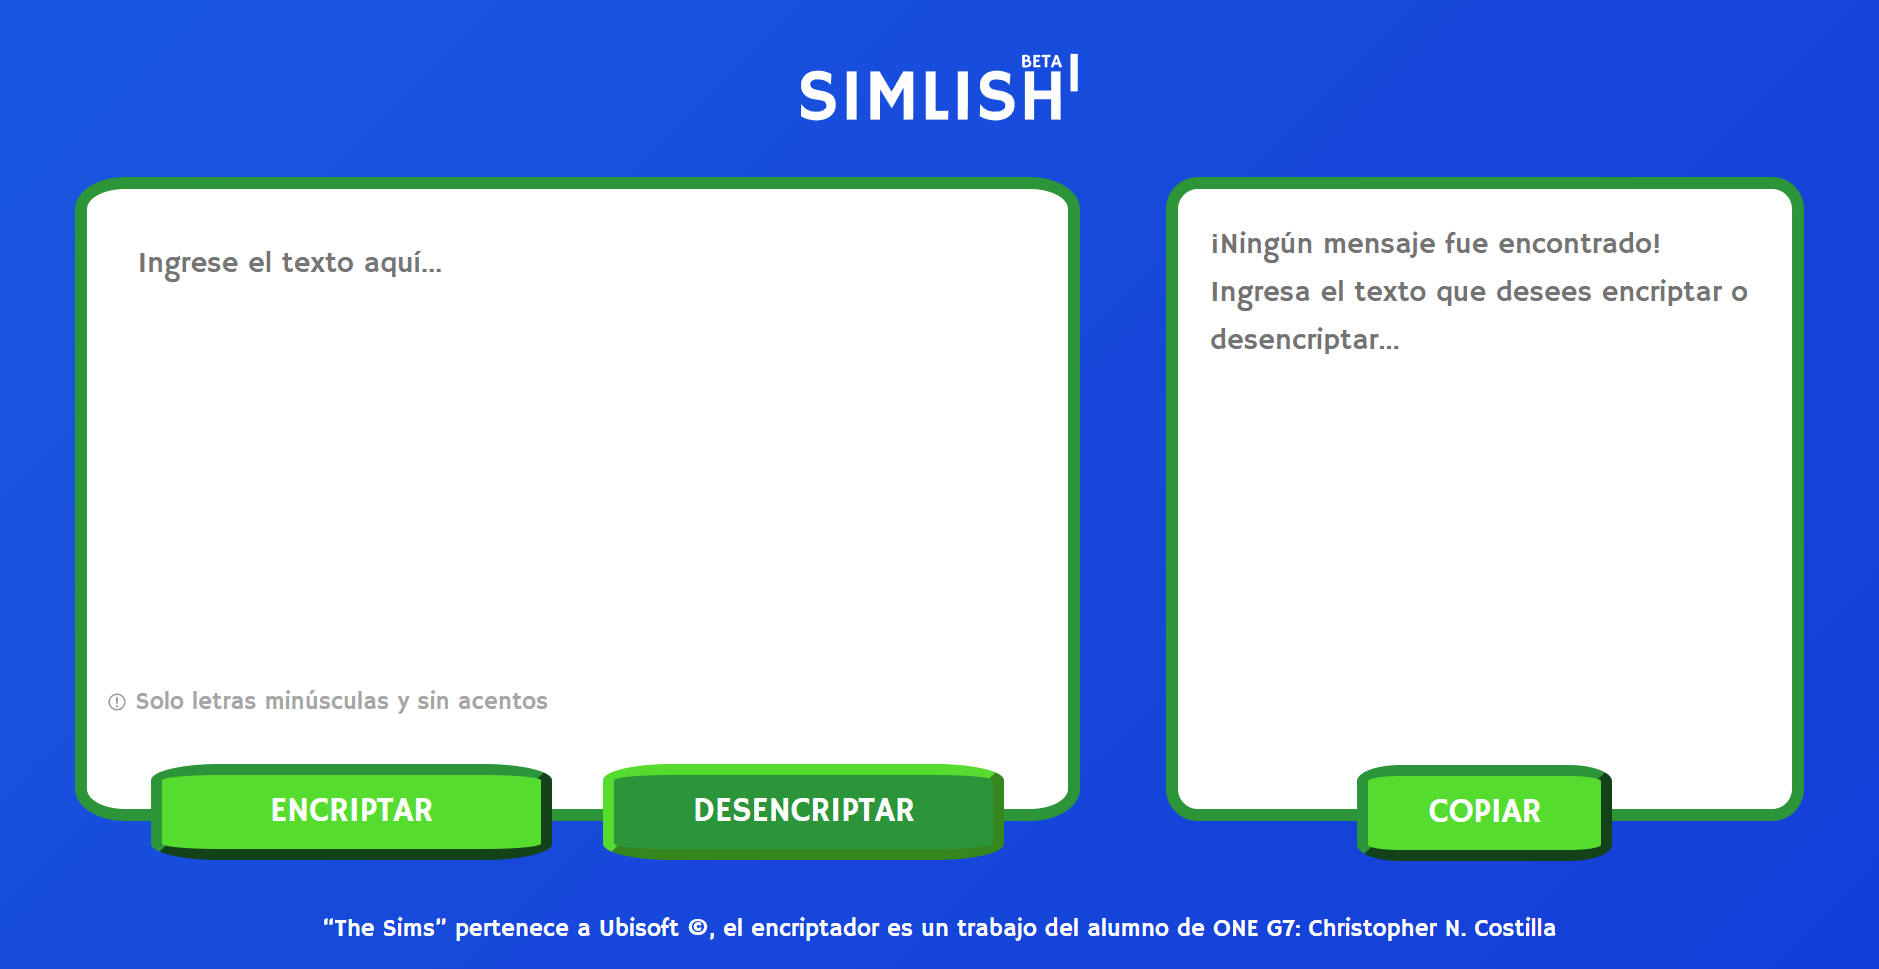 BETA
SIMLISH
Ingrese el texto aquí...
Solo letras minúsculas y sin acentos
ENCRIPTAR
DESENCRIPTAR
¡Ningún mensaje fue encontrado!
Ingresa el texto que desees encriptar o
desencriptar...
COPIAR
“The Sims” pertenece a Ubisoft ©, el encriptador es un trabajo del alumno de ONE G7: Christopher N. Costilla